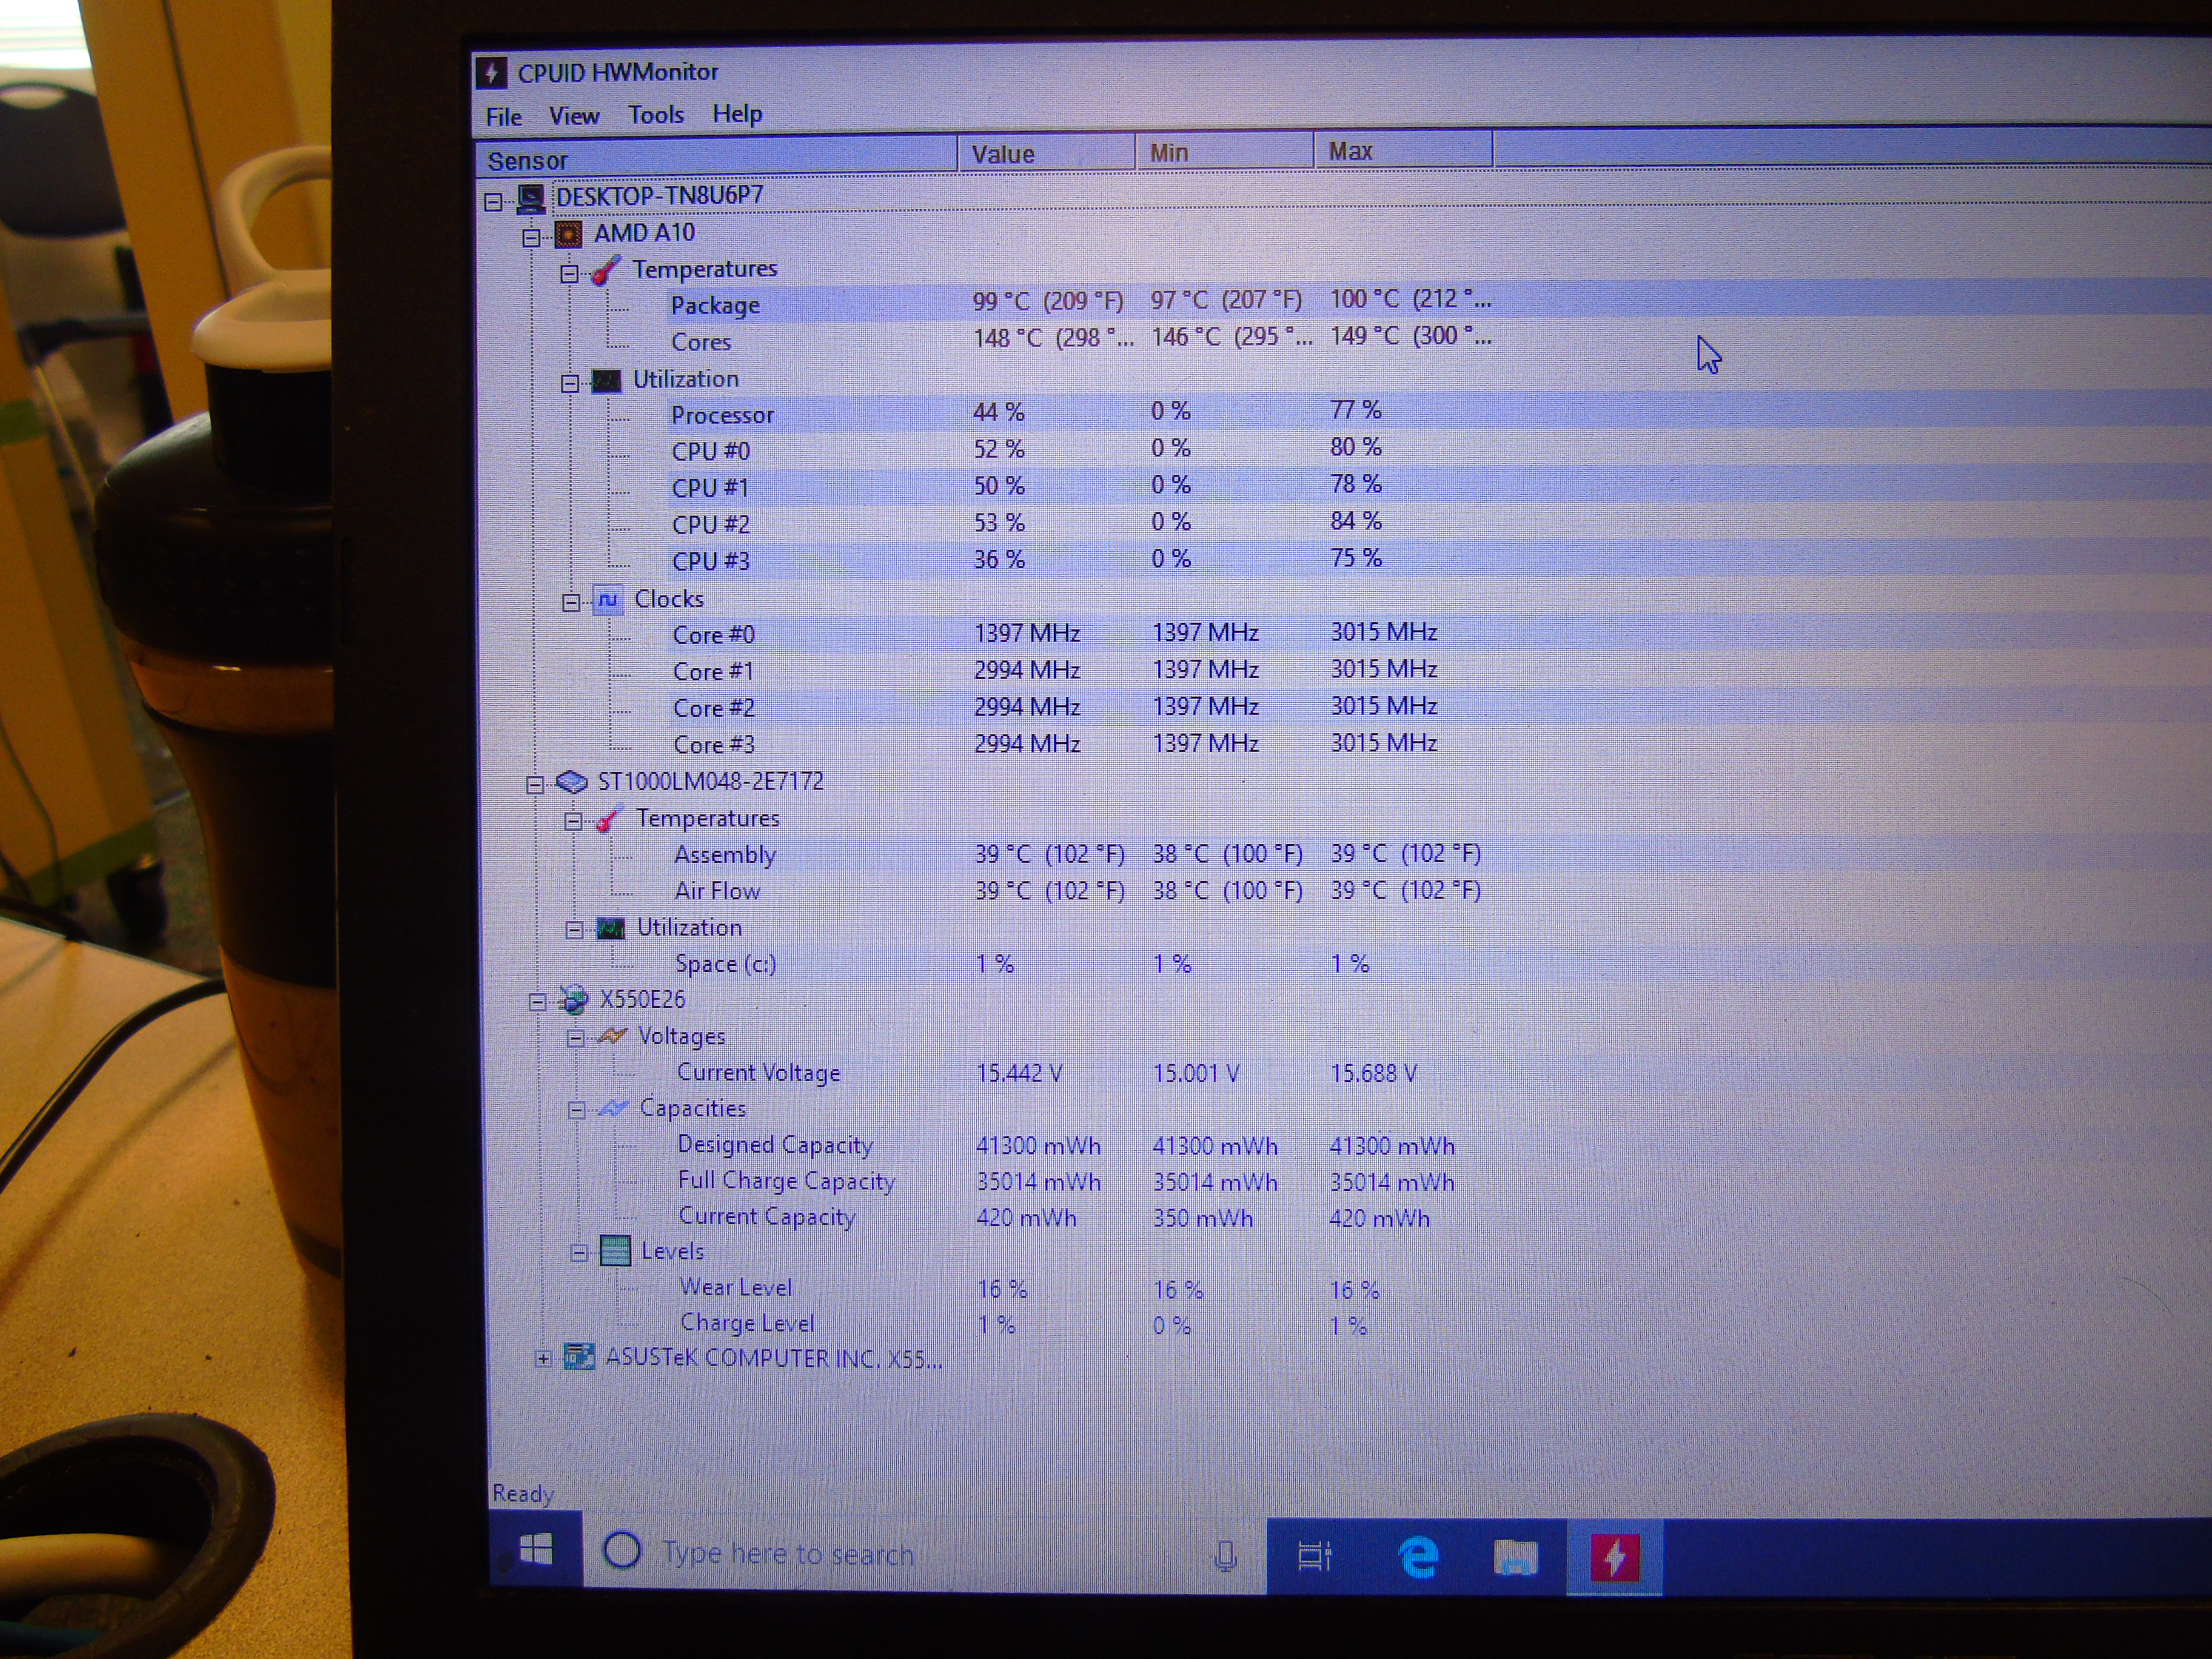 CPUID HWMonitor
File View Tools Help
Sensor Value Min Max
DESKTOP-TN8U6P7
AMD A10
Temperatures
Package 99 °C (209 °F) 97 °C (207 °F) 100 °C (212 °...
Cores 148 °C (298 °... 146 °C (295 °... 149 °C (300 °...
Utilization
Processor 44 % 0 % 77 %
CPU #0 52 % 0 % 80 %
CPU #1 50 % 0 % 78 %
CPU #2 53 % 0 % 84 %
CPU #3 36 % 0 % 75 %
Clocks
Core #0 1397 MHz 1397 MHz 3015 MHz
Core #1 2994 MHz 1397 MHz 3015 MHz
Core #2 2994 MHz 1397 MHz 3015 MHz
Core #3 2994 MHz 1397 MHz 3015 MHz
ST1000LM048-2E7172
Temperatures
Assembly 39 °C (102 °F) 38 °C (100 °F) 39 °C (102 °F)
Air Flow 39 °C (102 °F) 38 °C (100 °F) 39 °C (102 °F)
Utilization
Space (c:) 1 % 1 % 1 %
X550E26
Voltages
Current Voltage 15.442 V 15.001 V 15.688 V
Capacities
Designed Capacity 41300 mWh 41300 mWh 41300 mWh
Full Charge Capacity 35014 mWh 35014 mWh 35014 mWh
Current Capacity 420 mWh 350 mWh 420 mWh
Levels
Wear Level 16 % 16 % 16 %
Charge Level 1 % 0 % 1 %
ASUSTeK COMPUTER INC. X55...
Ready
Type here to search